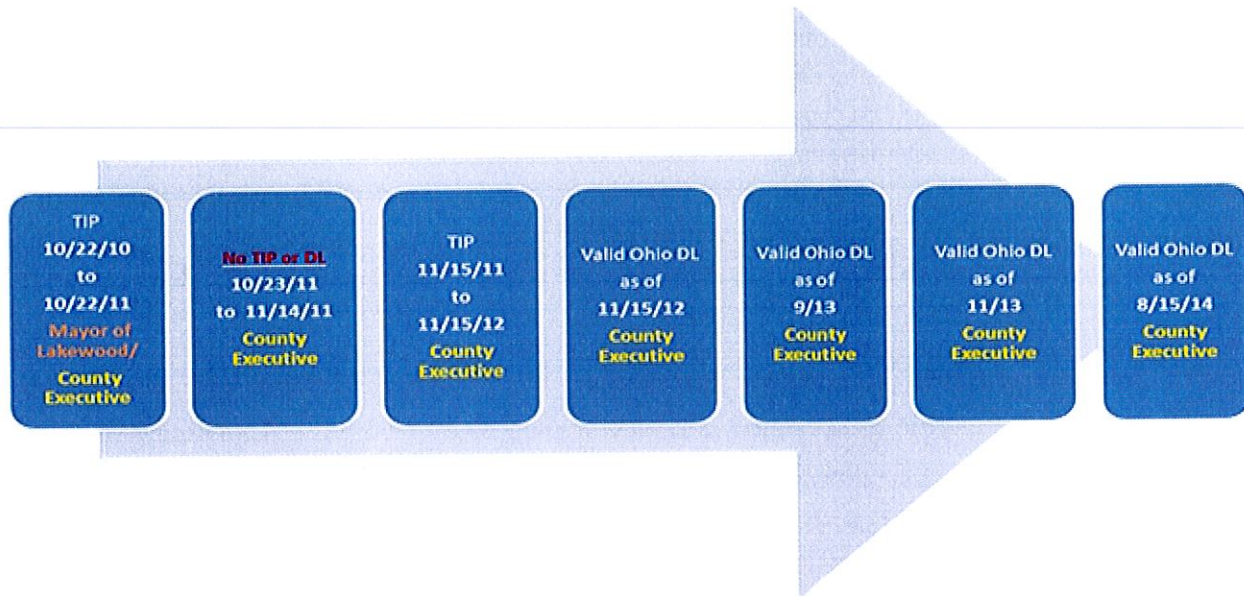 TIP
10/22/10
to
10/22/11
Mayor of
Lakewood/
County
Executive
No TIP or DL
10/23/11
to 11/14/11
County
Executive
TIP
11/15/11
to
11/15/12
County
Executive
Valid Ohio DL
as of
11/15/12
County
Executive
Valid Ohio DL
as of
9/13
County
Executive
Valid Ohio DL
as of
11/13
County
Executive
Valid Ohio DL
as of
8/15/14
County
Executive